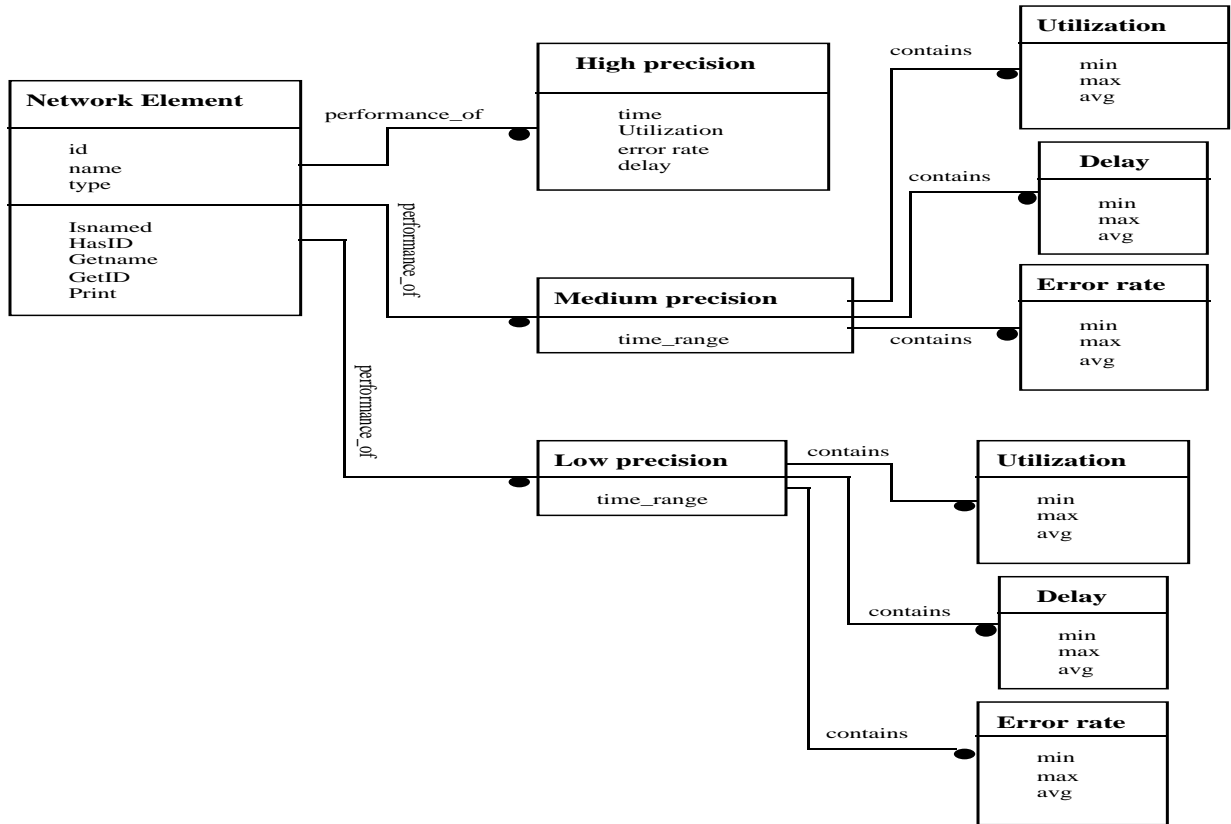 Network Element
id
name
type
Isnamed
HasID
Getname
GetID
Print
performance_of
performance_of
performance_of
High precision
time
Utilization
error rate
delay
Medium precision
time_range
contains
contains
contains
Utilization
min
max
avg
Delay
min
max
avg
Error rate
min
max
avg
Low precision
time_range
contains
contains
contains
Utilization
min
max
avg
Delay
min
max
avg
Error rate
min
max
avg